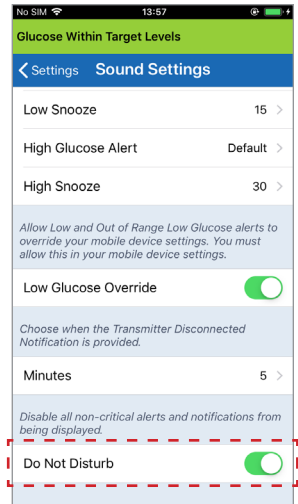 No SIM 13:57
Glucose Within Target Levels
Settings Sound Settings
Low Snooze 15
High Glucose Alert Default
High Snooze 30
Allow Low and Out of Range Low Glucose alerts to
override your mobile device settings. You must
allow this in your mobile device settings.
Low Glucose Override
Choose when the Transmitter Disconnected
Notification is provided.
Minutes 5
Disable all non-critical alerts and notifications from
being displayed.
Do Not Disturb